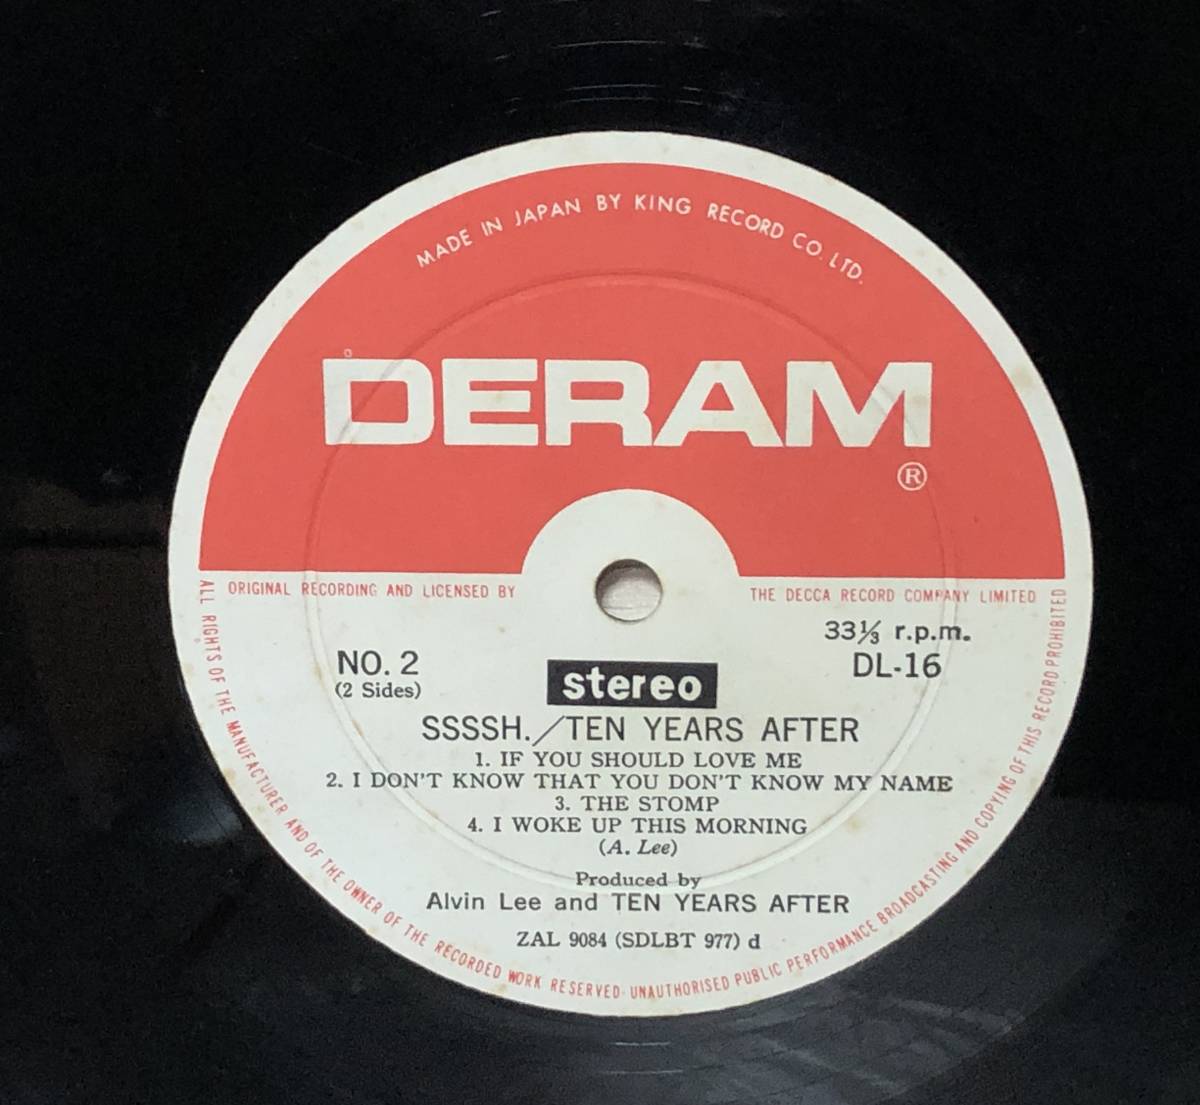 MADE IN JAPAN BY KING RECORD CO. LTD.
DERAM
®
ORIGINAL RECORDING AND LICENSED BY THE DECCA RECORD COMPANY LIMITED
33⅓ r.p.m.
NO. 2
DL-16
(2 Sides)
stereo
SSSSH./TEN YEARS AFTER
1. IF YOU SHOULD LOVE ME
2. I DON'T KNOW THAT YOU DON'T KNOW MY NAME
3. THE STOMP
4. I WOKE UP THIS MORNING
(A. Lee)
Produced by
Alvin Lee and TEN YEARS AFTER
ZAL 9084 (SDLBT 977) d
ALL RIGHTS OF THE MANUFACTURER AND OF THE OWNER OF THE RECORDED WORK RESERVED· UNAUTHORISED PUBLIC PERFORMANCE BROADCASTING AND COPYING OF THIS RECORD PROHIBITED